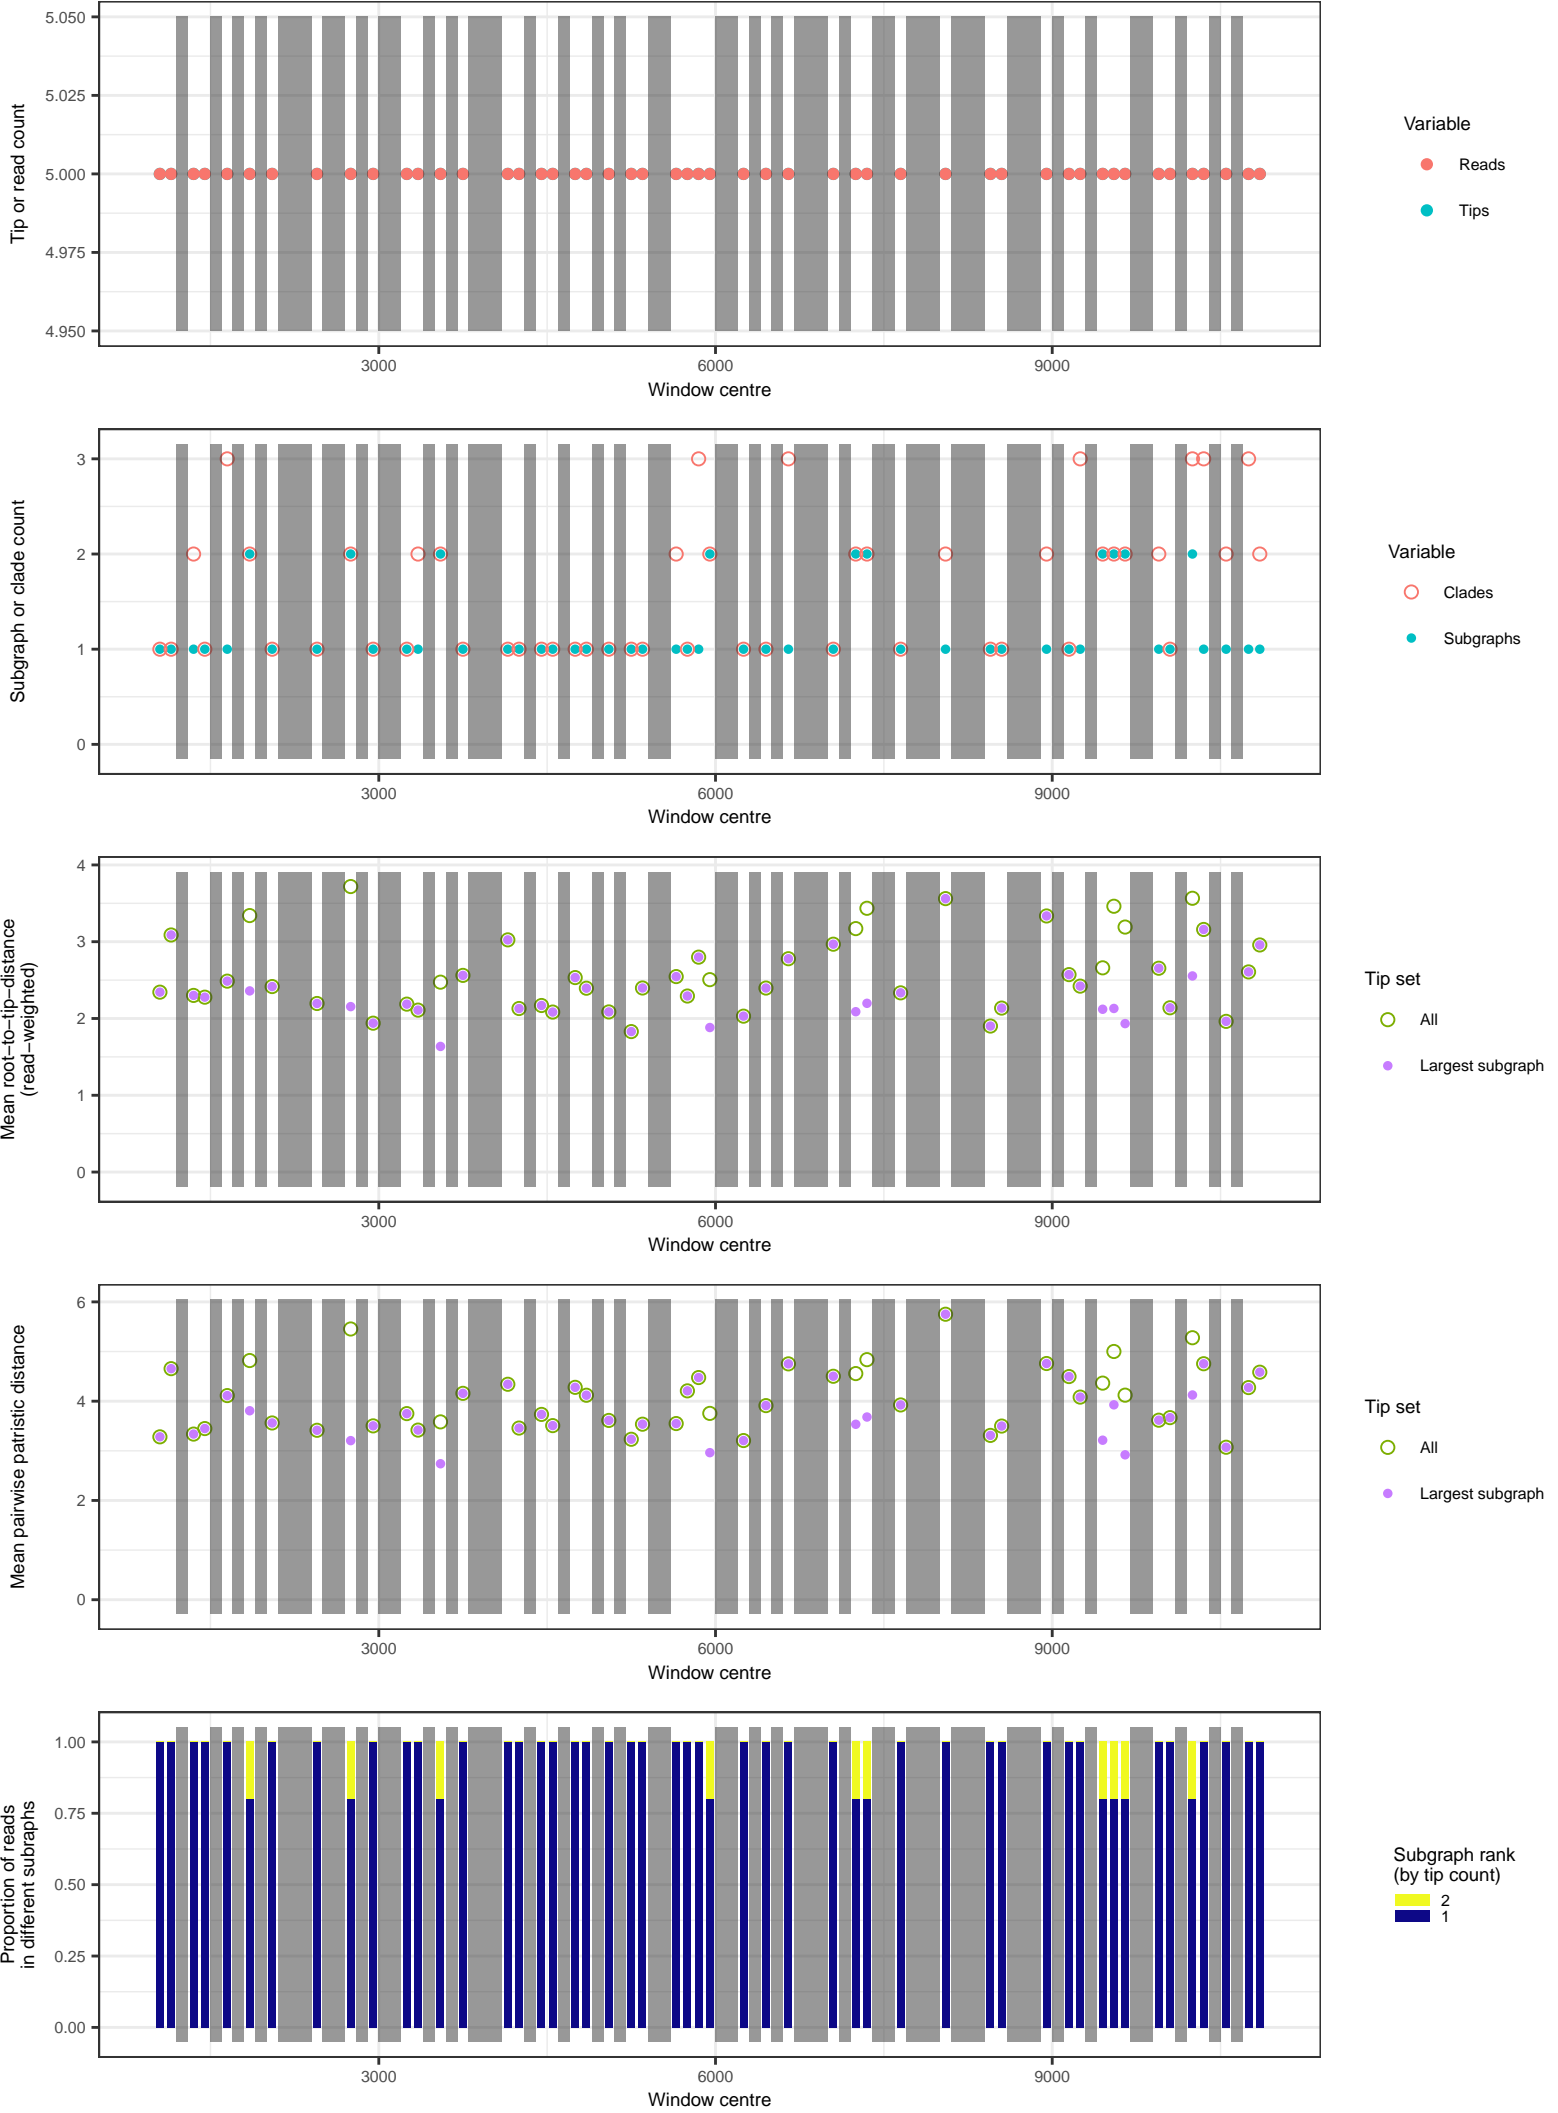 5.050
5.025
5.000
4.975
4.950
Tip or read count
3000
6000
9000
Window centre
Variable
Reads
Tips
3
2
1
0
Subgraph or clade count
3000
6000
9000
Window centre
Variable
Clades
Subgraphs
4
3
2
1
0
Mean root−to−tip−distance
(read−weighted)
3000
6000
9000
Window centre
Tip set
All
Largest subgraph
6
4
2
0
Mean pairwise patristic distance
3000
6000
9000
Window centre
Tip set
All
Largest subgraph
1.00
0.75
0.50
0.25
0.00
Proportion of reads
in different subraphs
3000
6000
9000
Window centre
Subgraph rank
(by tip count)
2
1